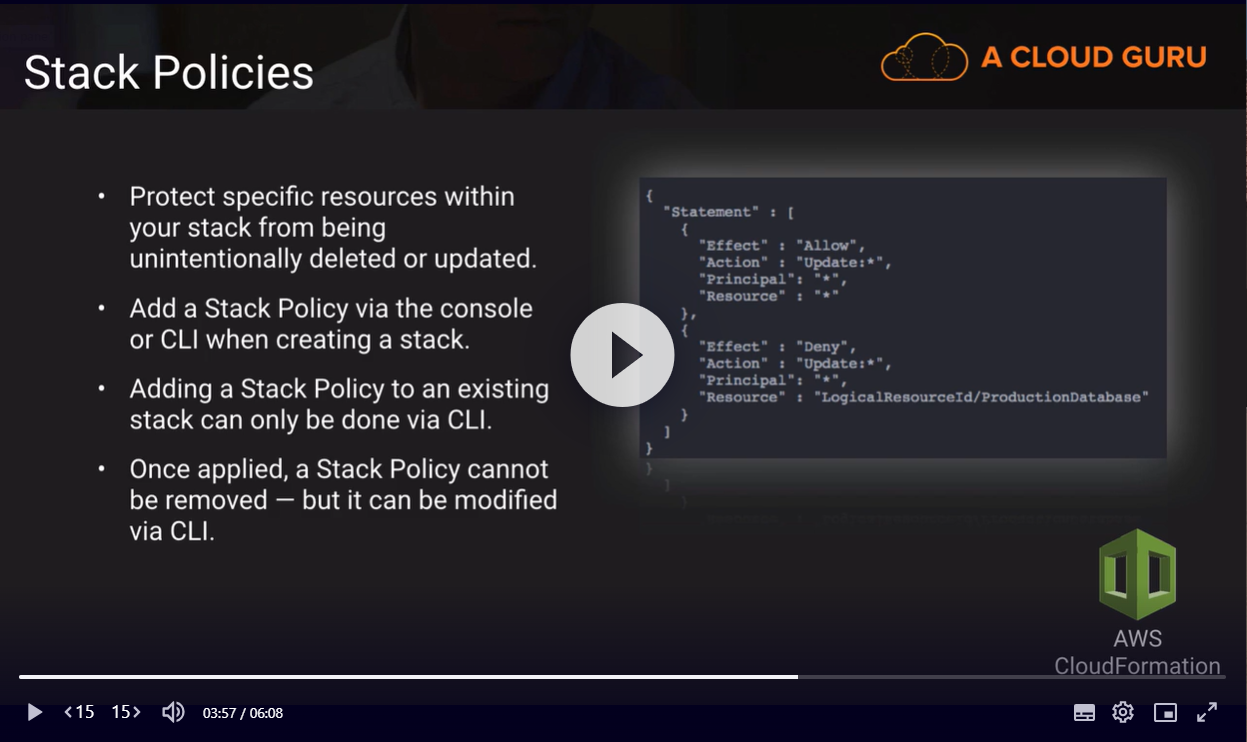 Stack Policies
A CLOUD GURU
• Protect specific resources within
your stack from being
unintentionally deleted or updated.
• Add a Stack Policy via the console
or CLI when creating a stack.
• Adding a Stack Policy to an existing
stack can only be done via CLI.
• Once applied, a Stack Policy cannot
be removed — but it can be modified
via CLI.
{
"Statement" : [
{
"Effect" : "Allow",
"Action" : "Update:*",
"Principal": "*",
"Resource" : "*"
},
{
"Effect" : "Deny",
"Action" : "Update:*",
"Principal": "*",
"Resource" : "LogicalResourceId/ProductionDatabase"
}
]
}
AWS
CloudFormation
<15 15> 03:57 / 06:08